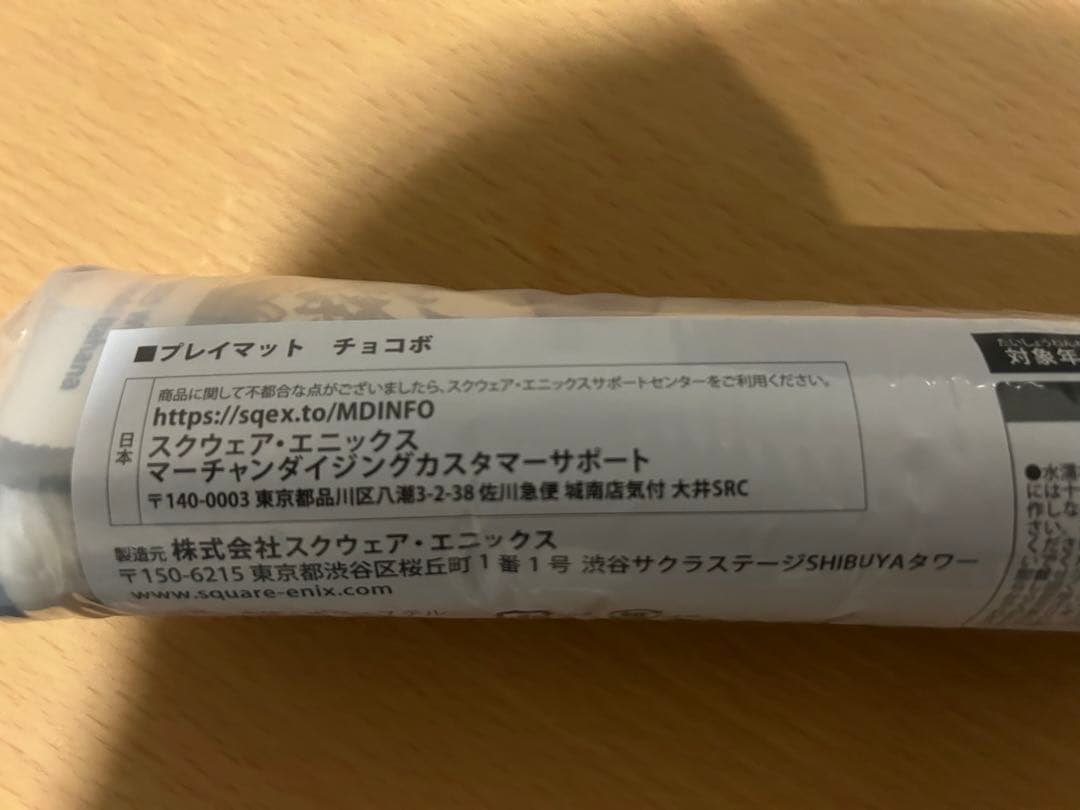 ■プレイマット チョコボ
日本
商品に関して不都合な点がございましたら、スクウェア・エニックスサポートセンターをご利用ください。
https://sqex.to/MDINFO
スクウェア・エニックス
マーチャンダイジングカスタマーサポート
〒140-0003 東京都品川区八潮3-2-38 佐川急便 城南店気付 大井SRC
製造元 株式会社スクウェア・エニックス
〒150-6215 東京都渋谷区桜丘町1番1号 渋谷サクラステージSHIBUYAタワー
www.square-enix.com
たいしょうねん
対象年